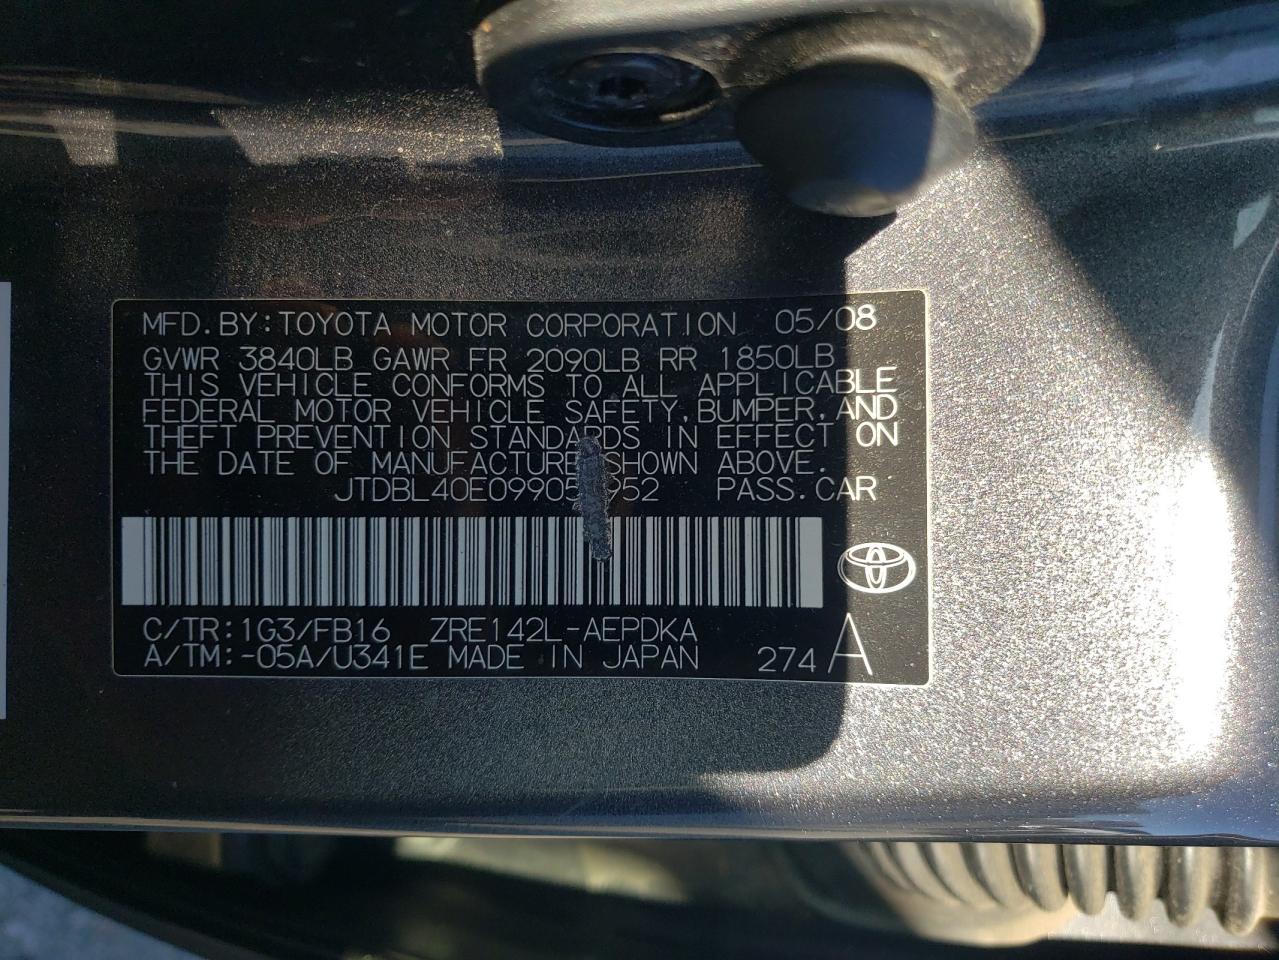 MFD.BY:TOYOTA MOTOR CORPORATION 05/08
GVWR 3840LB GAWR FR 2090LB RR 1850LB
THIS VEHICLE CONFORMS TO ALL APPLICABLE
FEDERAL MOTOR VEHICLE SAFETY,BUMPER,AND
THEFT PREVENTION STANDARDS IN EFFECT ON
THE DATE OF MANUFACTURE SHOWN ABOVE.
PASS.CAR
C/TR:1G3/FB16 ZRE142L-AEPDKA
A/TM:-05A/U341E MADE IN JAPAN 274 A